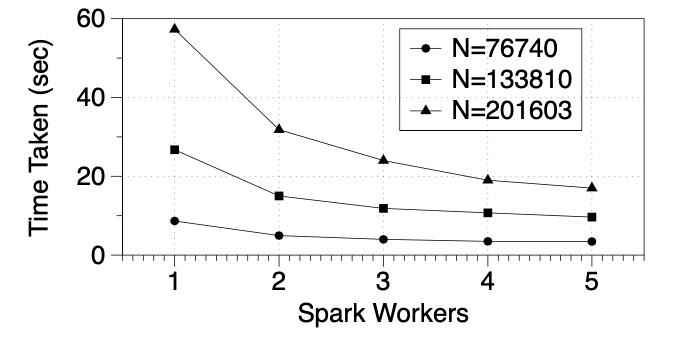 60
40
20
0
Time Taken (sec)
N=76740
N=133810
N=201603
1 2 3 4 5
Spark Workers